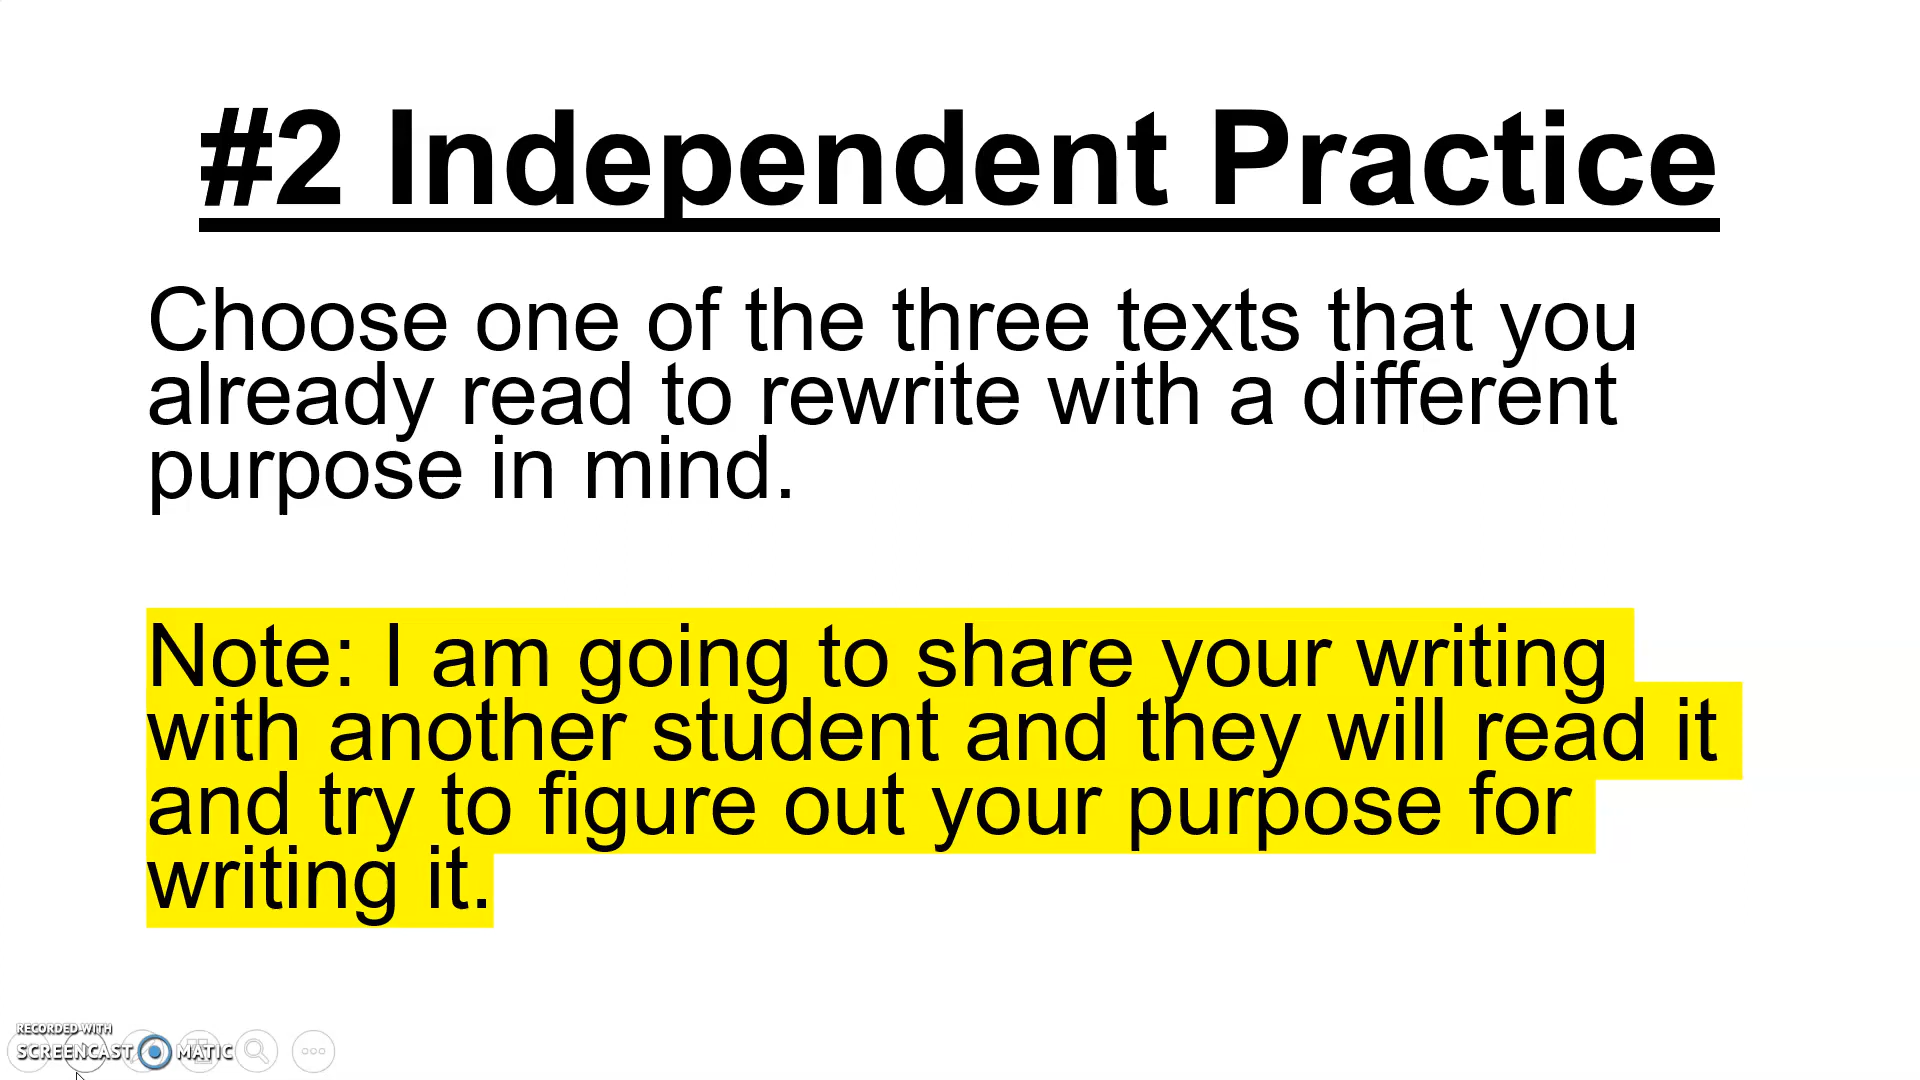 #2 Independent Practice
Choose one of the three texts that you
already read to rewrite with a different
purpose in mind.
Note: I am going to share your writing
with another student and they will read it
and try to figure out your purpose for
writing it.
RECORDED WITH
SCREENCAST MATIC